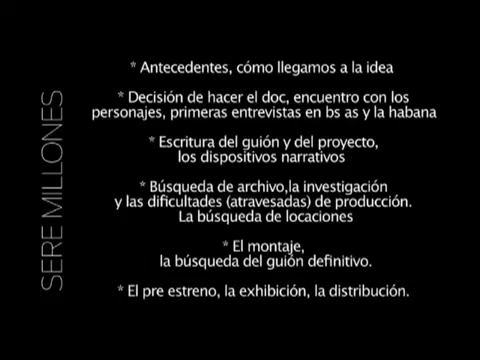 SERE MILLONES
* Antecedentes, cómo llegamos a la idea
* Decisión de hacer el doc, encuentro con los
personajes, primeras entrevistas en bs as y la habana
* Escritura del guión y del proyecto,
los dispositivos narrativos
* Búsqueda de archivo,la investigación
y las dificultades (atravesadas) de producción.
La búsqueda de locaciones
* El montaje,
la búsqueda del guión definitivo.
* El pre estreno, la exhibición, la distribución.